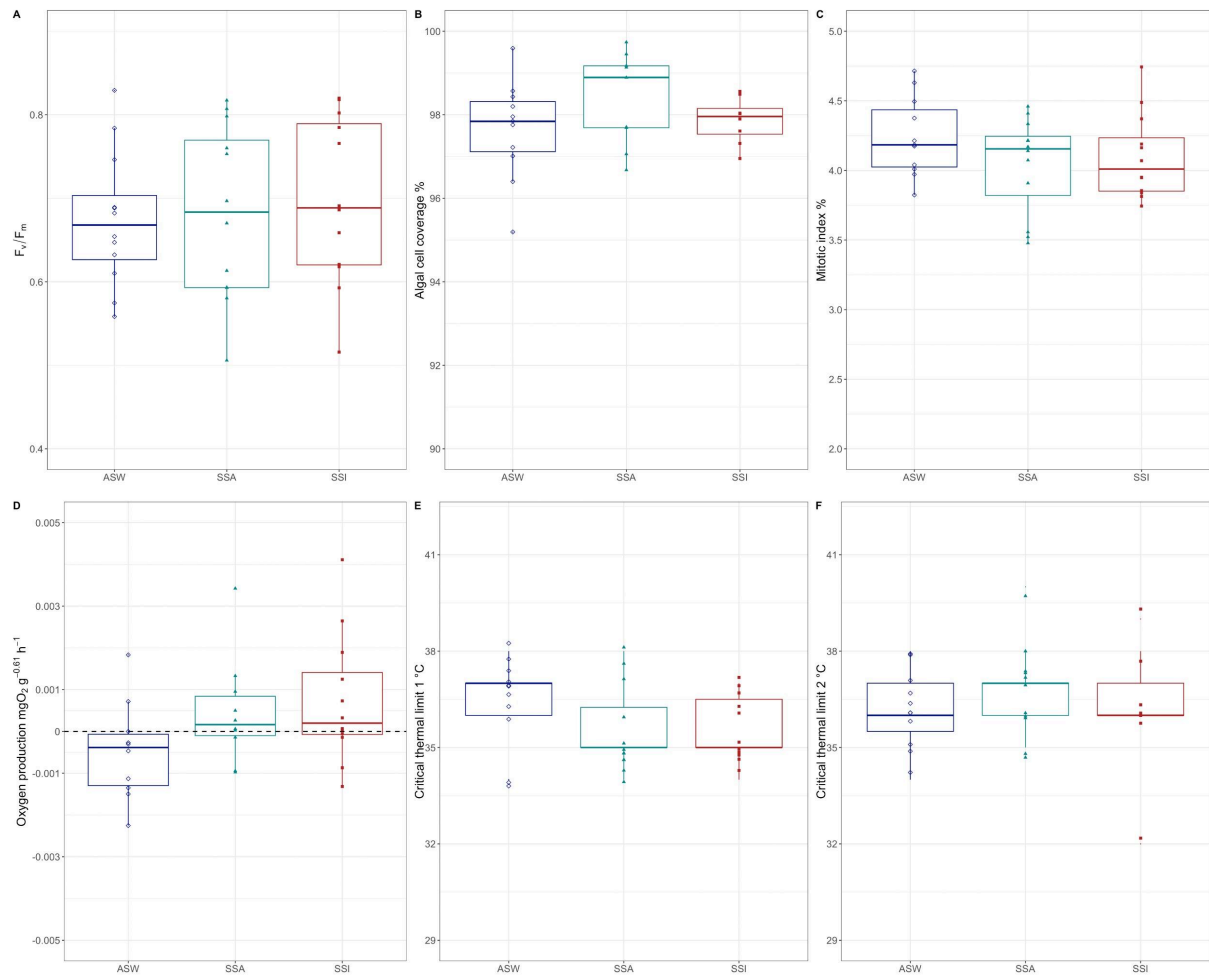 A
0.8
0.6
0.4
Fv/Fm
ASW SSA SSI
B
100
98
96
94
92
90
Algal cell coverage %
ASW SSA SSI
C
5.0
4.5
4.0
3.5
3.0
2.5
2.0
Mitotic index %
ASW SSA SSI
D
0.005
0.003
0.001
0
-0.001
-0.003
-0.005
Oxygen production mgO₂ g⁻⁰·⁶¹ h⁻¹
ASW SSA SSI
E
41
38
35
32
29
Critical thermal limit 1 °C
ASW SSA SSI
F
41
38
35
32
29
Critical thermal limit 2 °C
ASW SSA SSI